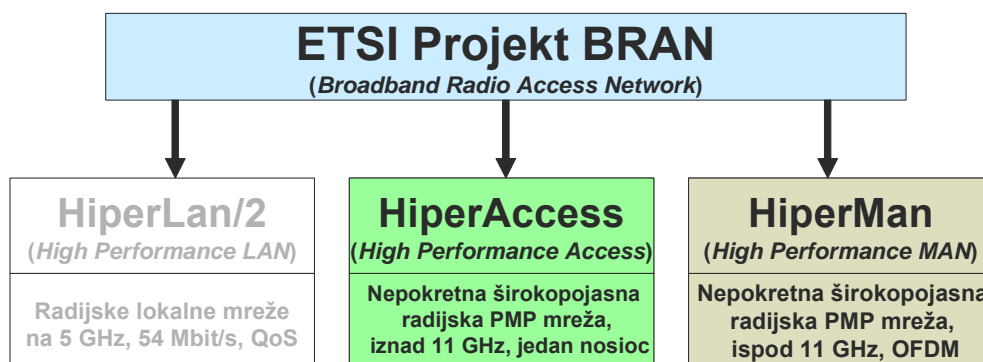 ETSI Projekt BRAN
(Broadband Radio Access Network)
HiperLan/2
(High Performance LAN)
Radijske lokalne mreže
na 5 GHz, 54 Mbit/s, QoS
HiperAccess
(High Performance Access)
Nepokretna širokopojasna
radijska PMP mreža,
iznad 11 GHz, jedan nosioc
HiperMan
(High Performance MAN)
Nepokretna širokopojasna
radijska PMP mreža,
ispod 11 GHz, OFDM